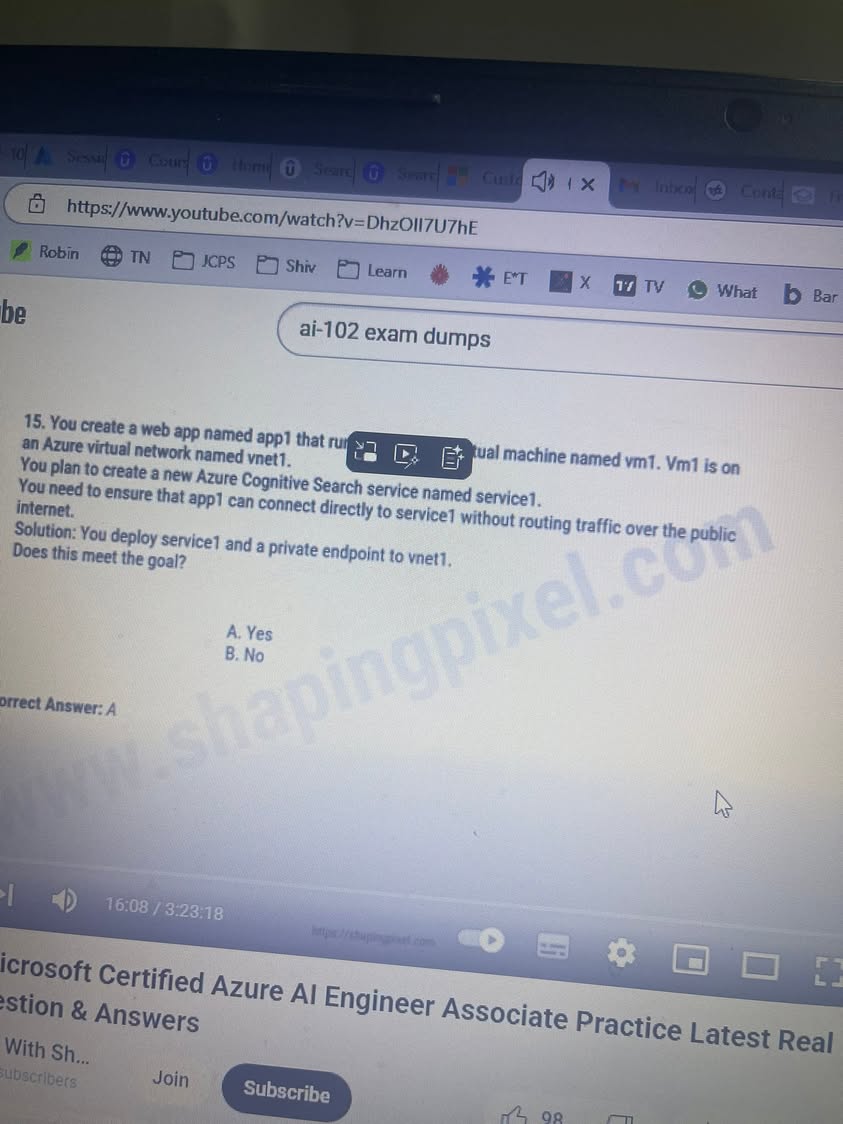 10
Sessi
Cours
Home
Searc
Searc
Custo
Inbox
Conta
https://www.youtube.com/watch?v=DhzOIl7U7hE
Robin TN JCPS Shiv Learn E*T X TV What Bar
be
ai-102 exam dumps
15. You create a web app named app1 that run tual machine named vm1. Vm1 is on
an Azure virtual network named vnet1.
You plan to create a new Azure Cognitive Search service named service1.
You need to ensure that app1 can connect directly to service1 without routing traffic over the public
internet.
Solution: You deploy service1 and a private endpoint to vnet1.
Does this meet the goal?
A. Yes
B. No
orrect Answer: A
www.shapingpixel.com
16:08 / 3:23:18
https://shapingpixel.com
icrosoft Certified Azure AI Engineer Associate Practice Latest Real
estion & Answers
With Sh...
subscribers
Join
Subscribe
98